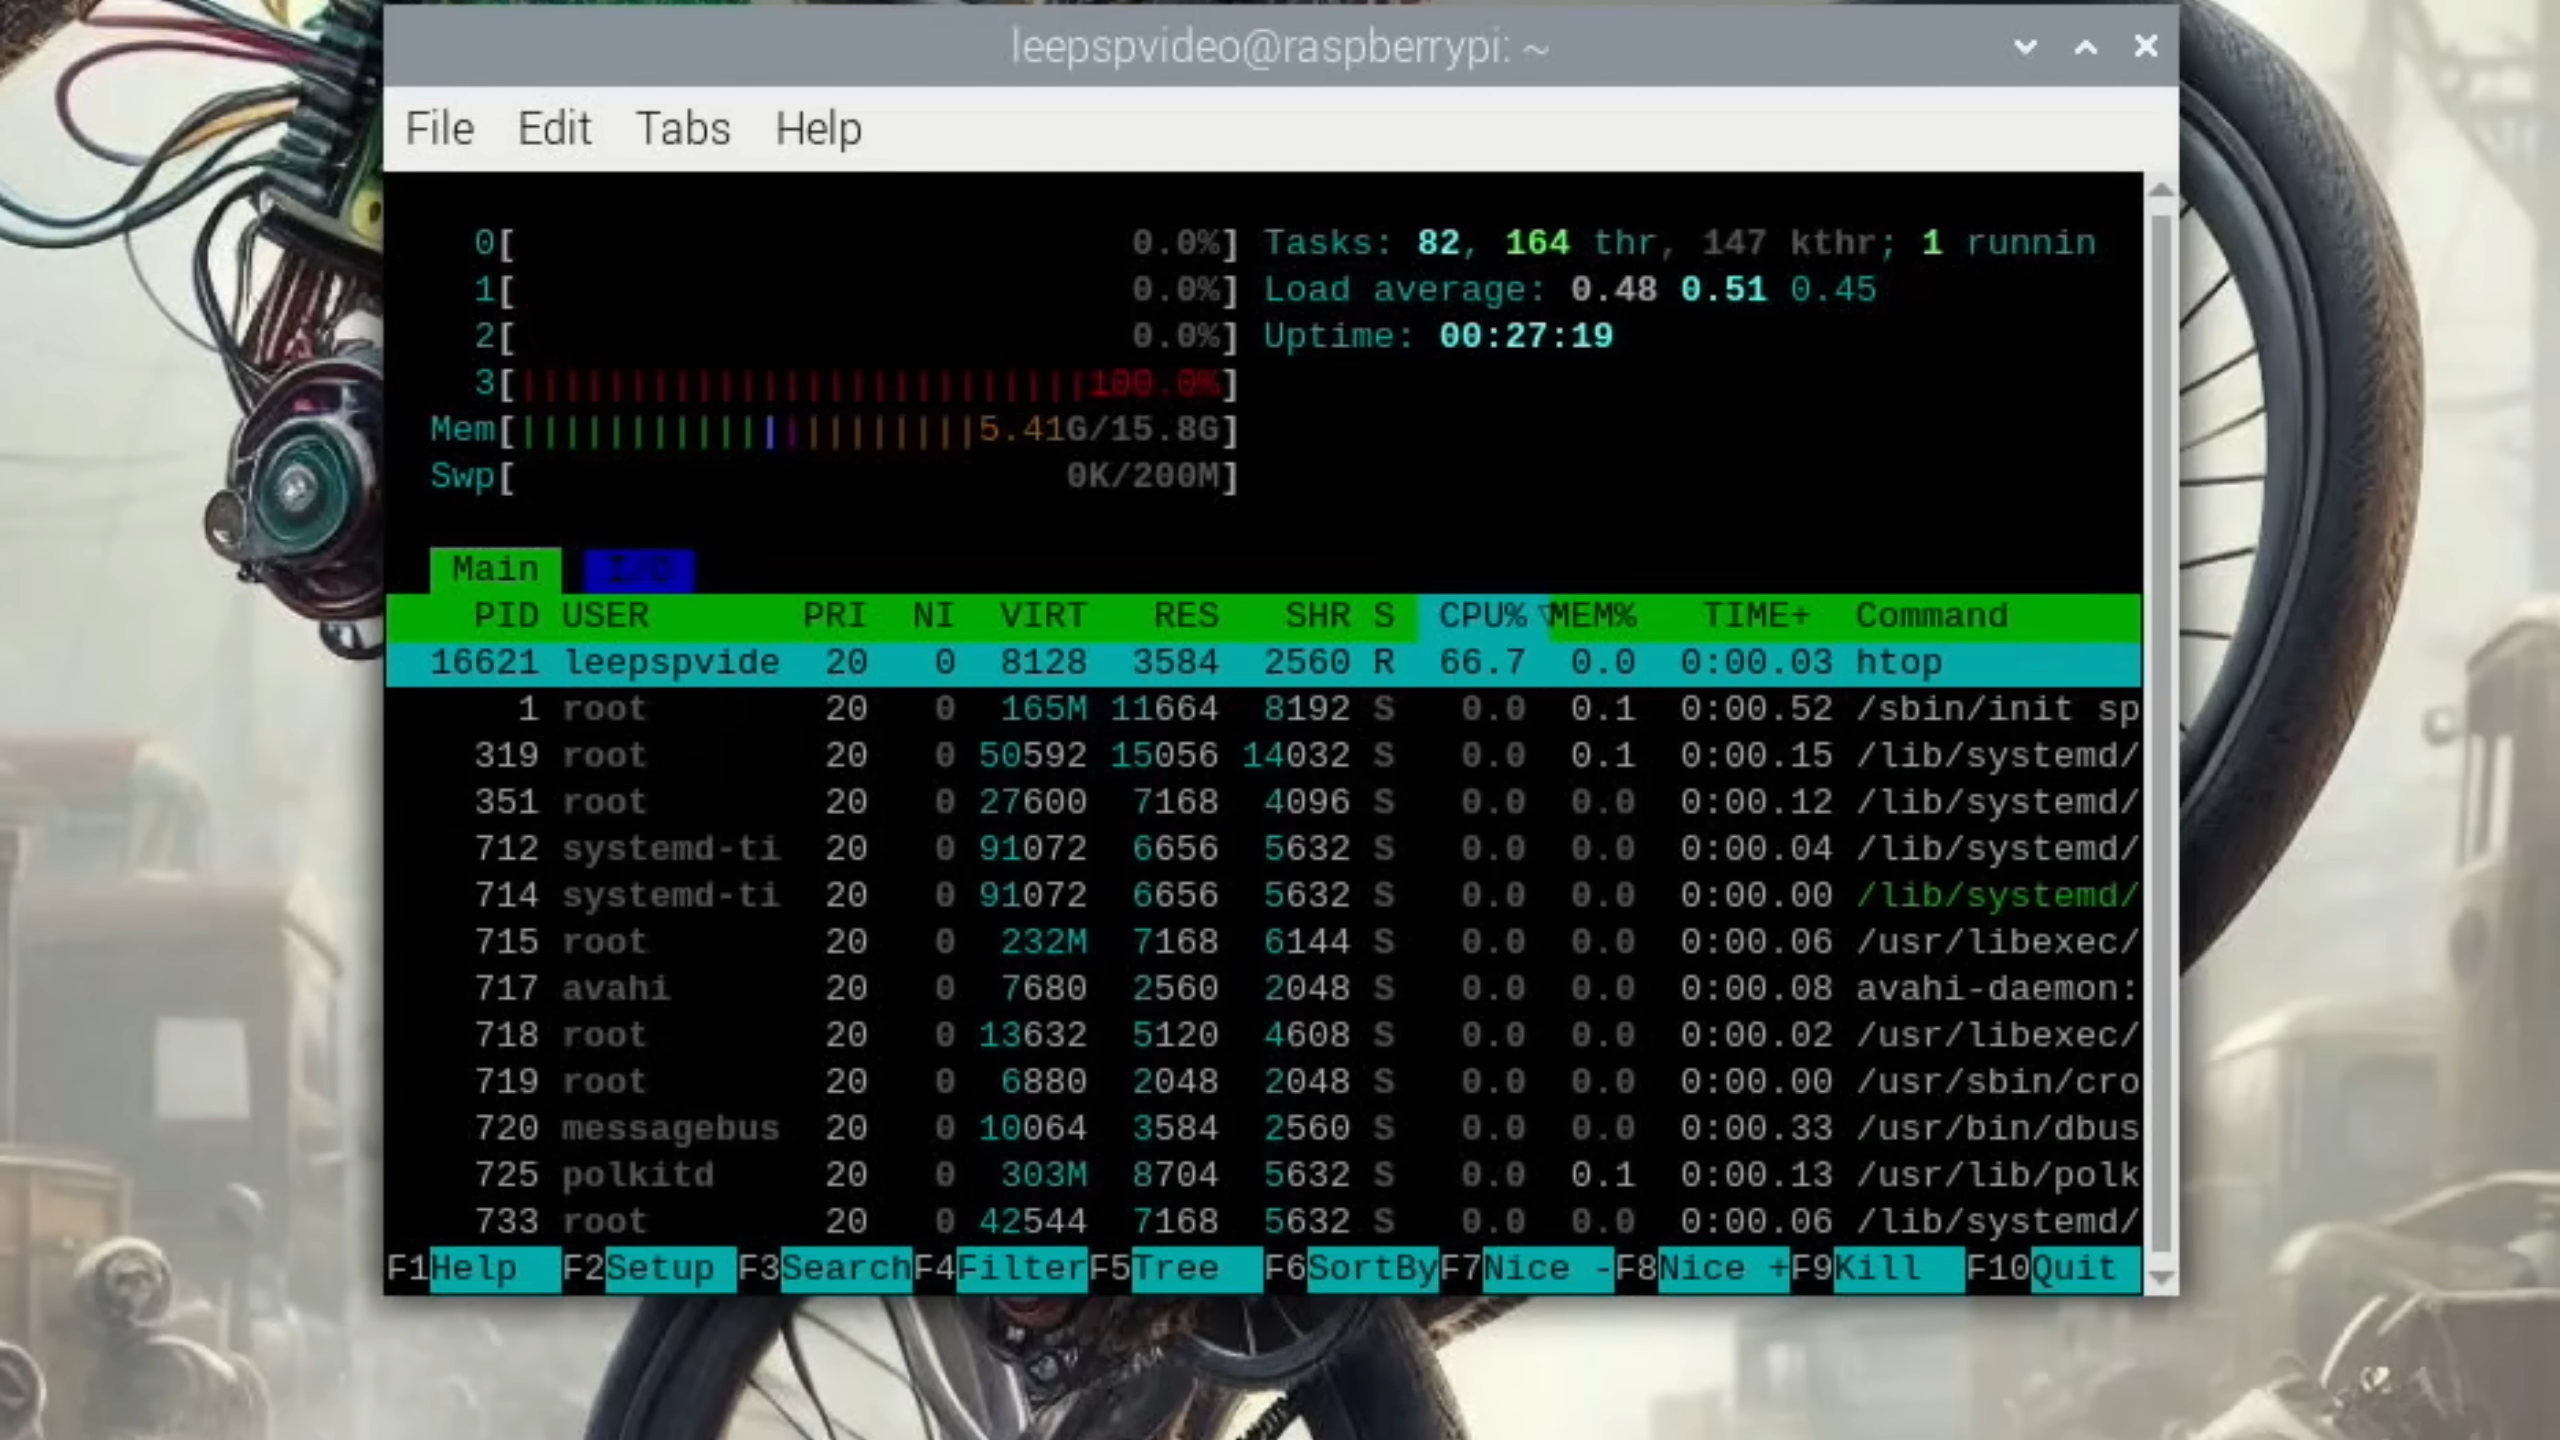 leepspvideo@raspberrypi: ~
File Edit Tabs Help
0[ 0.0%] Tasks: 82, 164 thr, 147 kthr; 1 runnin
1[ 0.0%] Load average: 0.48 0.51 0.45
2[ 0.0%] Uptime: 00:27:19
3[||||||||||||||||||||||||||100.0%]
Mem[|||||||||||||||||||||5.41G/15.8G]
Swp[ 0K/200M]
Main I/O
PID USER PRI NI VIRT RES SHR S CPU%▽MEM% TIME+ Command
16621 leepspvide 20 0 8128 3584 2560 R 66.7 0.0 0:00.03 htop
1 root 20 0 165M 11664 8192 S 0.0 0.1 0:00.52 /sbin/init sp
319 root 20 0 50592 15056 14032 S 0.0 0.1 0:00.15 /lib/systemd/
351 root 20 0 27600 7168 4096 S 0.0 0.0 0:00.12 /lib/systemd/
712 systemd-ti 20 0 91072 6656 5632 S 0.0 0.0 0:00.04 /lib/systemd/
714 systemd-ti 20 0 91072 6656 5632 S 0.0 0.0 0:00.00 /lib/systemd/
715 root 20 0 232M 7168 6144 S 0.0 0.0 0:00.06 /usr/libexec/
717 avahi 20 0 7680 2560 2048 S 0.0 0.0 0:00.08 avahi-daemon:
718 root 20 0 13632 5120 4608 S 0.0 0.0 0:00.02 /usr/libexec/
719 root 20 0 6880 2048 2048 S 0.0 0.0 0:00.00 /usr/sbin/cro
720 messagebus 20 0 10064 3584 2560 S 0.0 0.0 0:00.33 /usr/bin/dbus
725 polkitd 20 0 303M 8704 5632 S 0.0 0.1 0:00.13 /usr/lib/polk
733 root 20 0 42544 7168 5632 S 0.0 0.0 0:00.06 /lib/systemd/
F1Help F2Setup F3SearchF4FilterF5Tree F6SortByF7Nice -F8Nice +F9Kill F10Quit